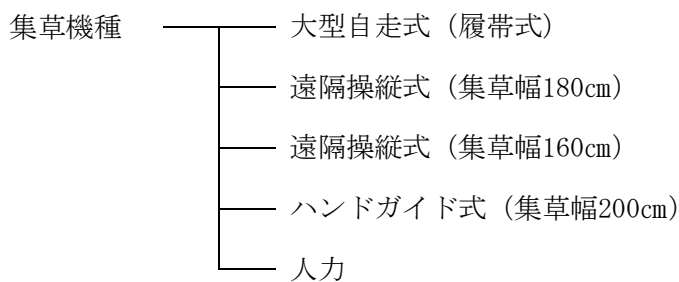 集草機種
大型自走式（履帯式）
遠隔操縦式（集草幅180㎝）
遠隔操縦式（集草幅160㎝）
ハンドガイド式（集草幅200㎝）
人力